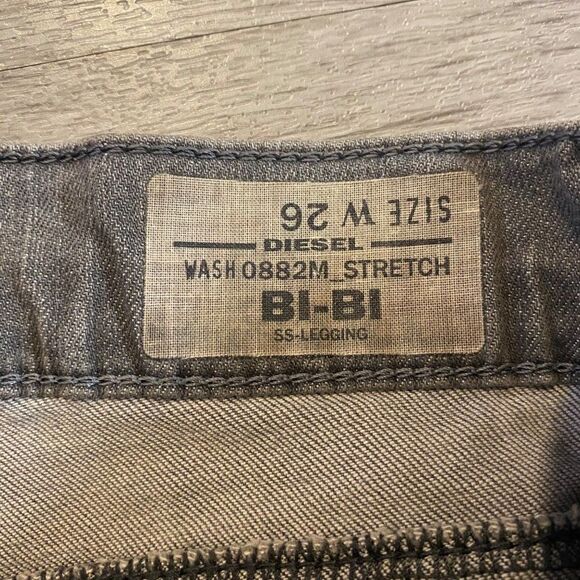 SIZE W 26
DIESEL
WASH 0882M_STRETCH
BI-BI
SS-LEGGING